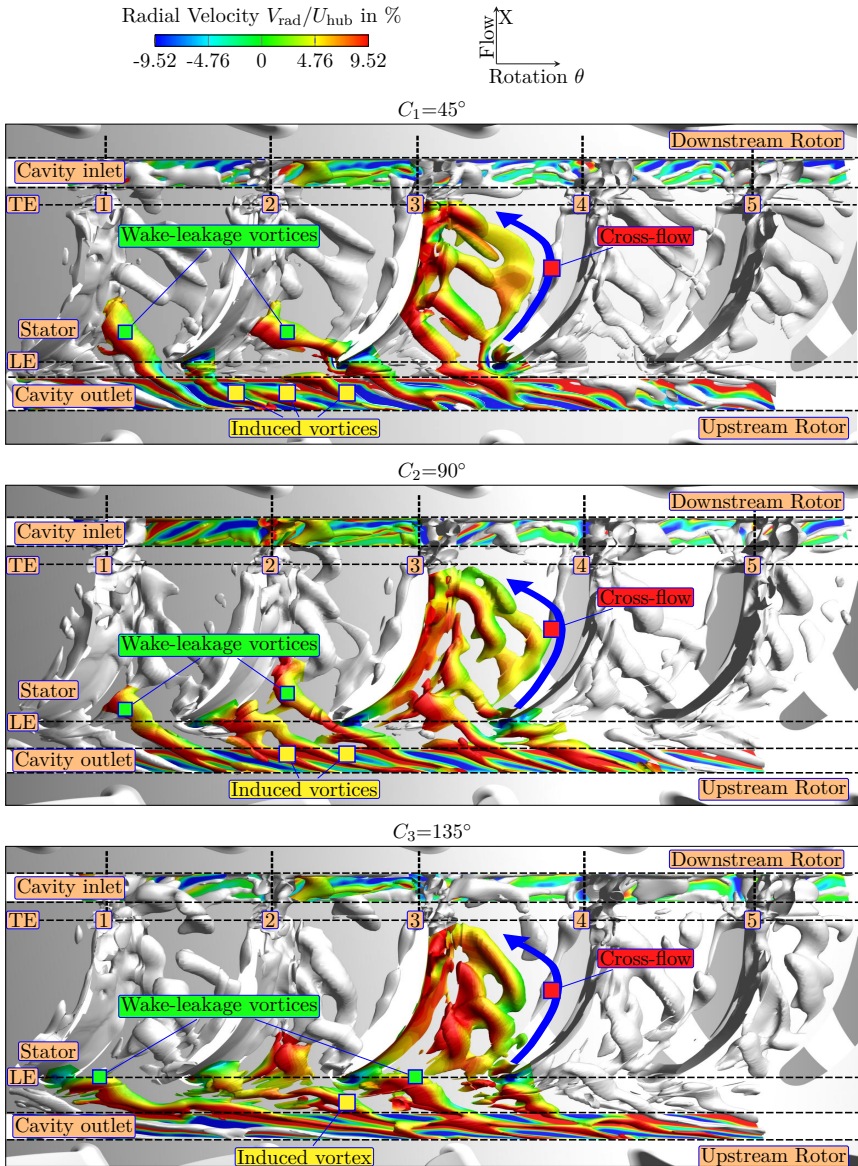 Radial Velocity V_rad/U_hub in %
-9.52 -4.76 0 4.76 9.52
X
Flow
Rotation θ
C₁=45°
Downstream Rotor
Cavity inlet
TE 1 2 3 4 5
Wake-leakage vortices
Cross-flow
Stator
LE
Cavity outlet
Induced vortices
Upstream Rotor
C₂=90°
Downstream Rotor
Cavity inlet
TE 1 2 3 4 5
Cross-flow
Wake-leakage vortices
Stator
LE
Cavity outlet
Induced vortices
Upstream Rotor
C₃=135°
Downstream Rotor
Cavity inlet
TE 1 2 3 4 5
Cross-flow
Wake-leakage vortices
Stator
LE
Cavity outlet
Induced vortex
Upstream Rotor